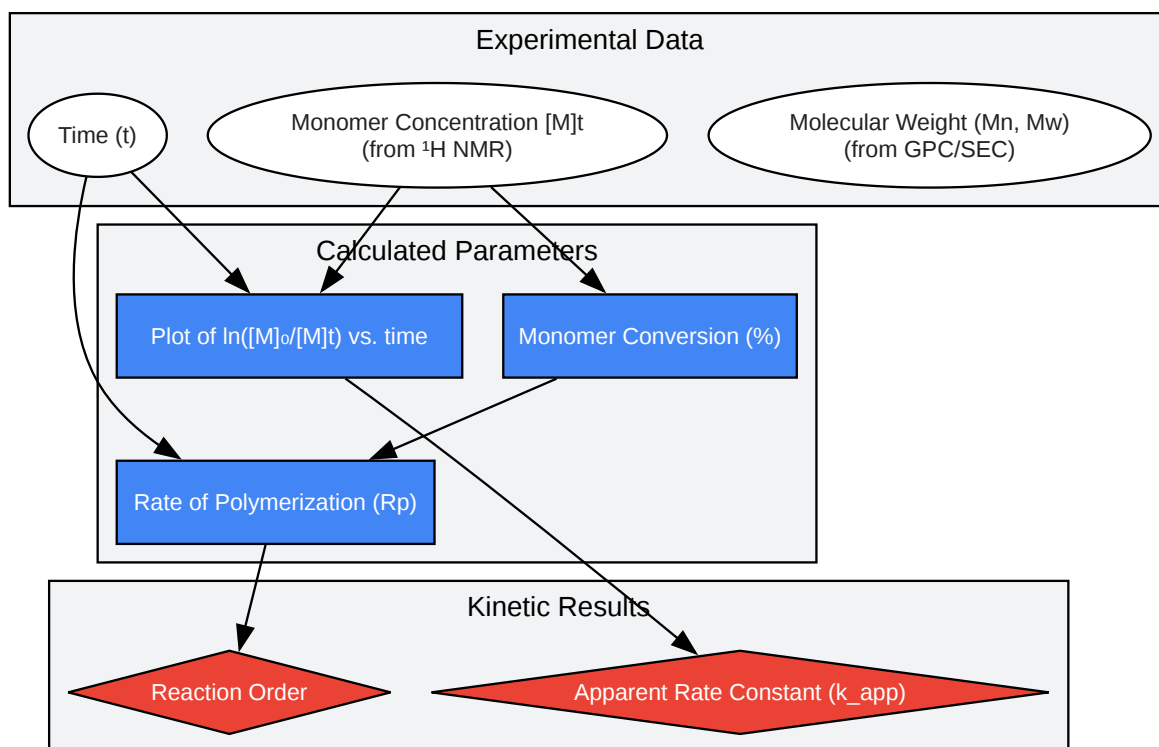 Experimental Data
Time (t)
Monomer Concentration [M]t
(from ¹H NMR)
Molecular Weight (Mn, Mw)
(from GPC/SEC)
Calculated Parameters
Plot of ln([M]₀/[M]t) vs. time
Monomer Conversion (%)
Rate of Polymerization (Rp)
Kinetic Results
Reaction Order
Apparent Rate Constant (k_app)